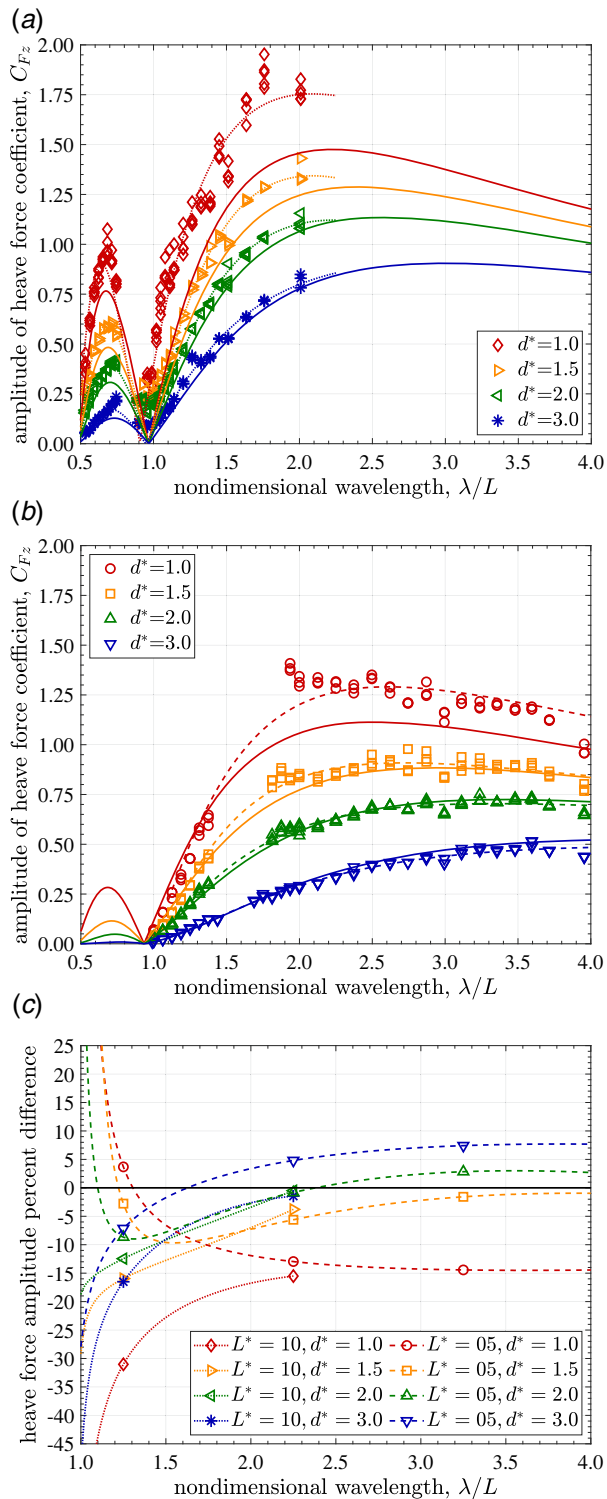 (a)
2.00
1.75
1.50
1.25
1.00
0.75
0.50
0.25
0.00
amplitude of heave force coefficient, C_{Fz}
d*=1.0
d*=1.5
d*=2.0
d*=3.0
0.5 1.0 1.5 2.0 2.5 3.0 3.5 4.0
nondimensional wavelength, λ/L
(b)
2.00
1.75
1.50
1.25
1.00
0.75
0.50
0.25
0.00
amplitude of heave force coefficient, C_{Fz}
d*=1.0
d*=1.5
d*=2.0
d*=3.0
0.5 1.0 1.5 2.0 2.5 3.0 3.5 4.0
nondimensional wavelength, λ/L
(c)
25
20
15
10
5
0
-5
-10
-15
-20
-25
-30
-35
-40
-45
heave force amplitude percent difference
L* = 10, d* = 1.0 L* = 05, d* = 1.0
L* = 10, d* = 1.5 L* = 05, d* = 1.5
L* = 10, d* = 2.0 L* = 05, d* = 2.0
L* = 10, d* = 3.0 L* = 05, d* = 3.0
1.0 1.5 2.0 2.5 3.0 3.5 4.0
nondimensional wavelength, λ/L